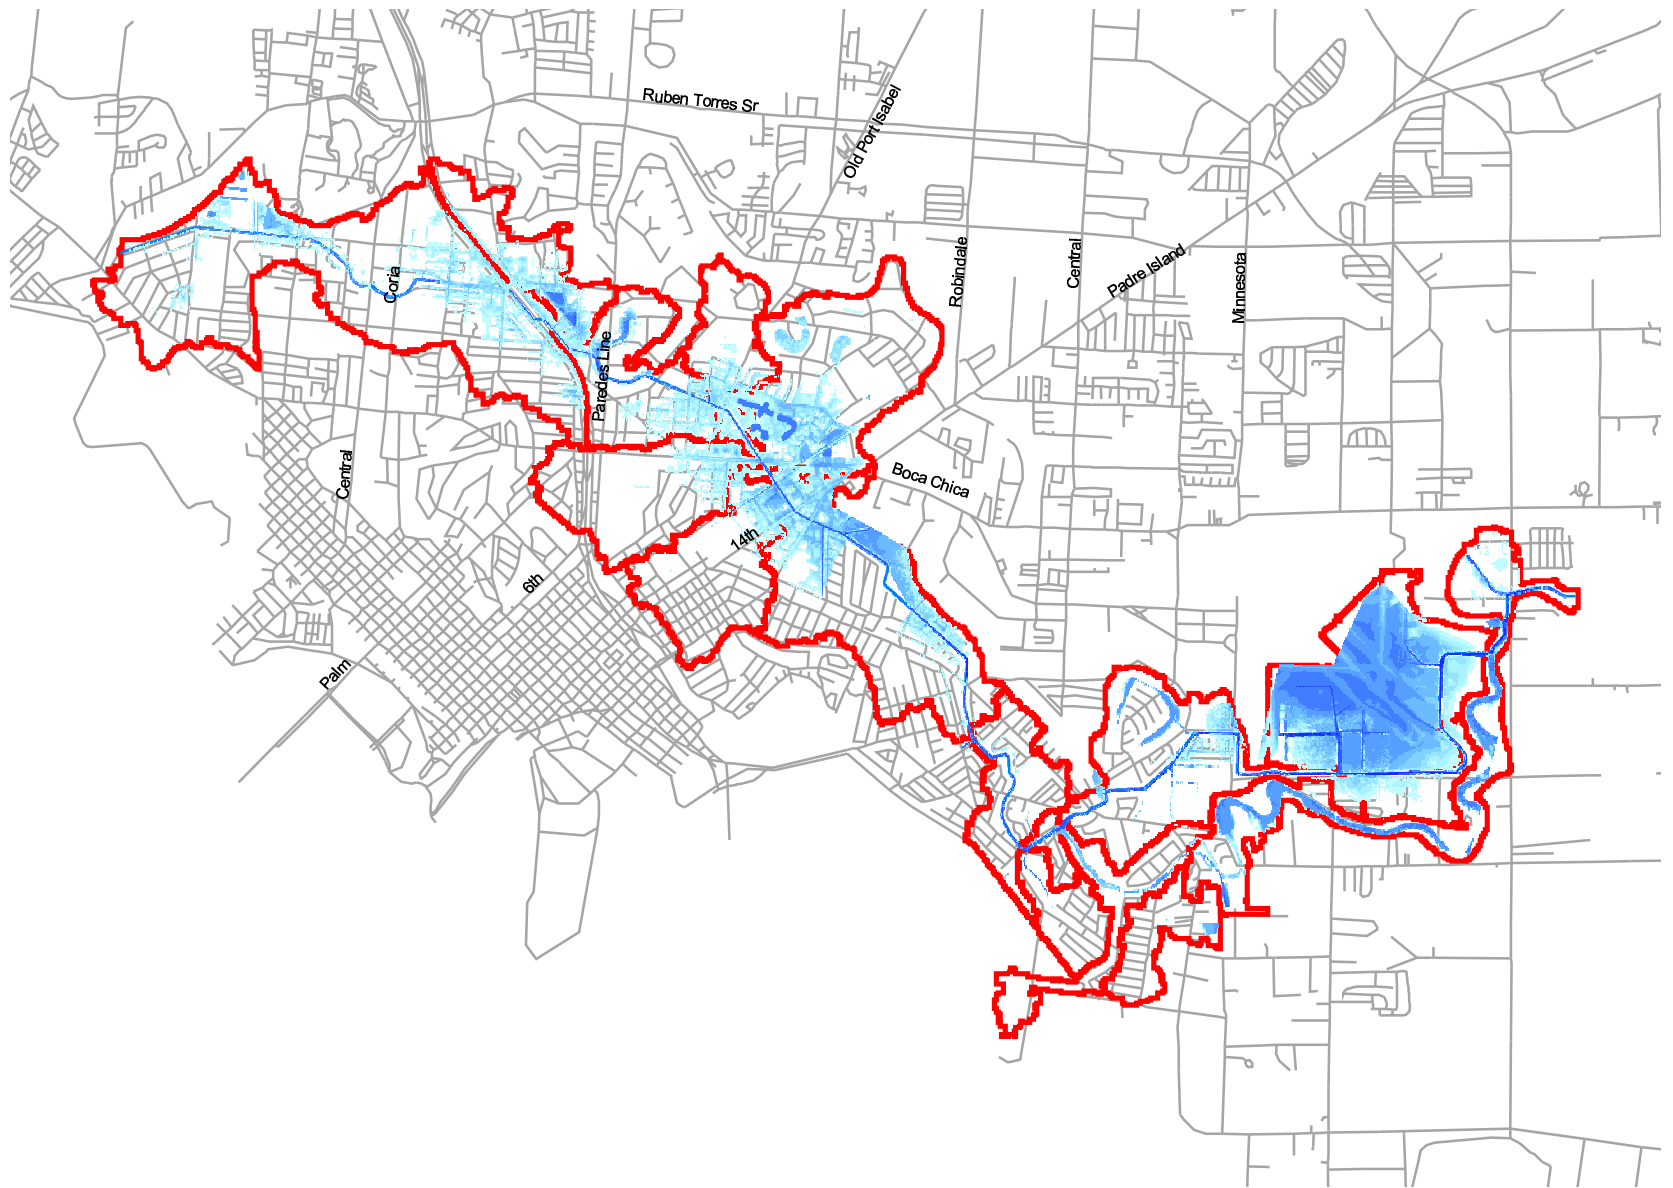 Ruben Torres Sr
Old Port Isabel
Robindale
Central
Padre Island
Minnesota
Coria
Paredes Line
Central
Boca Chica
14th
6th
Palm